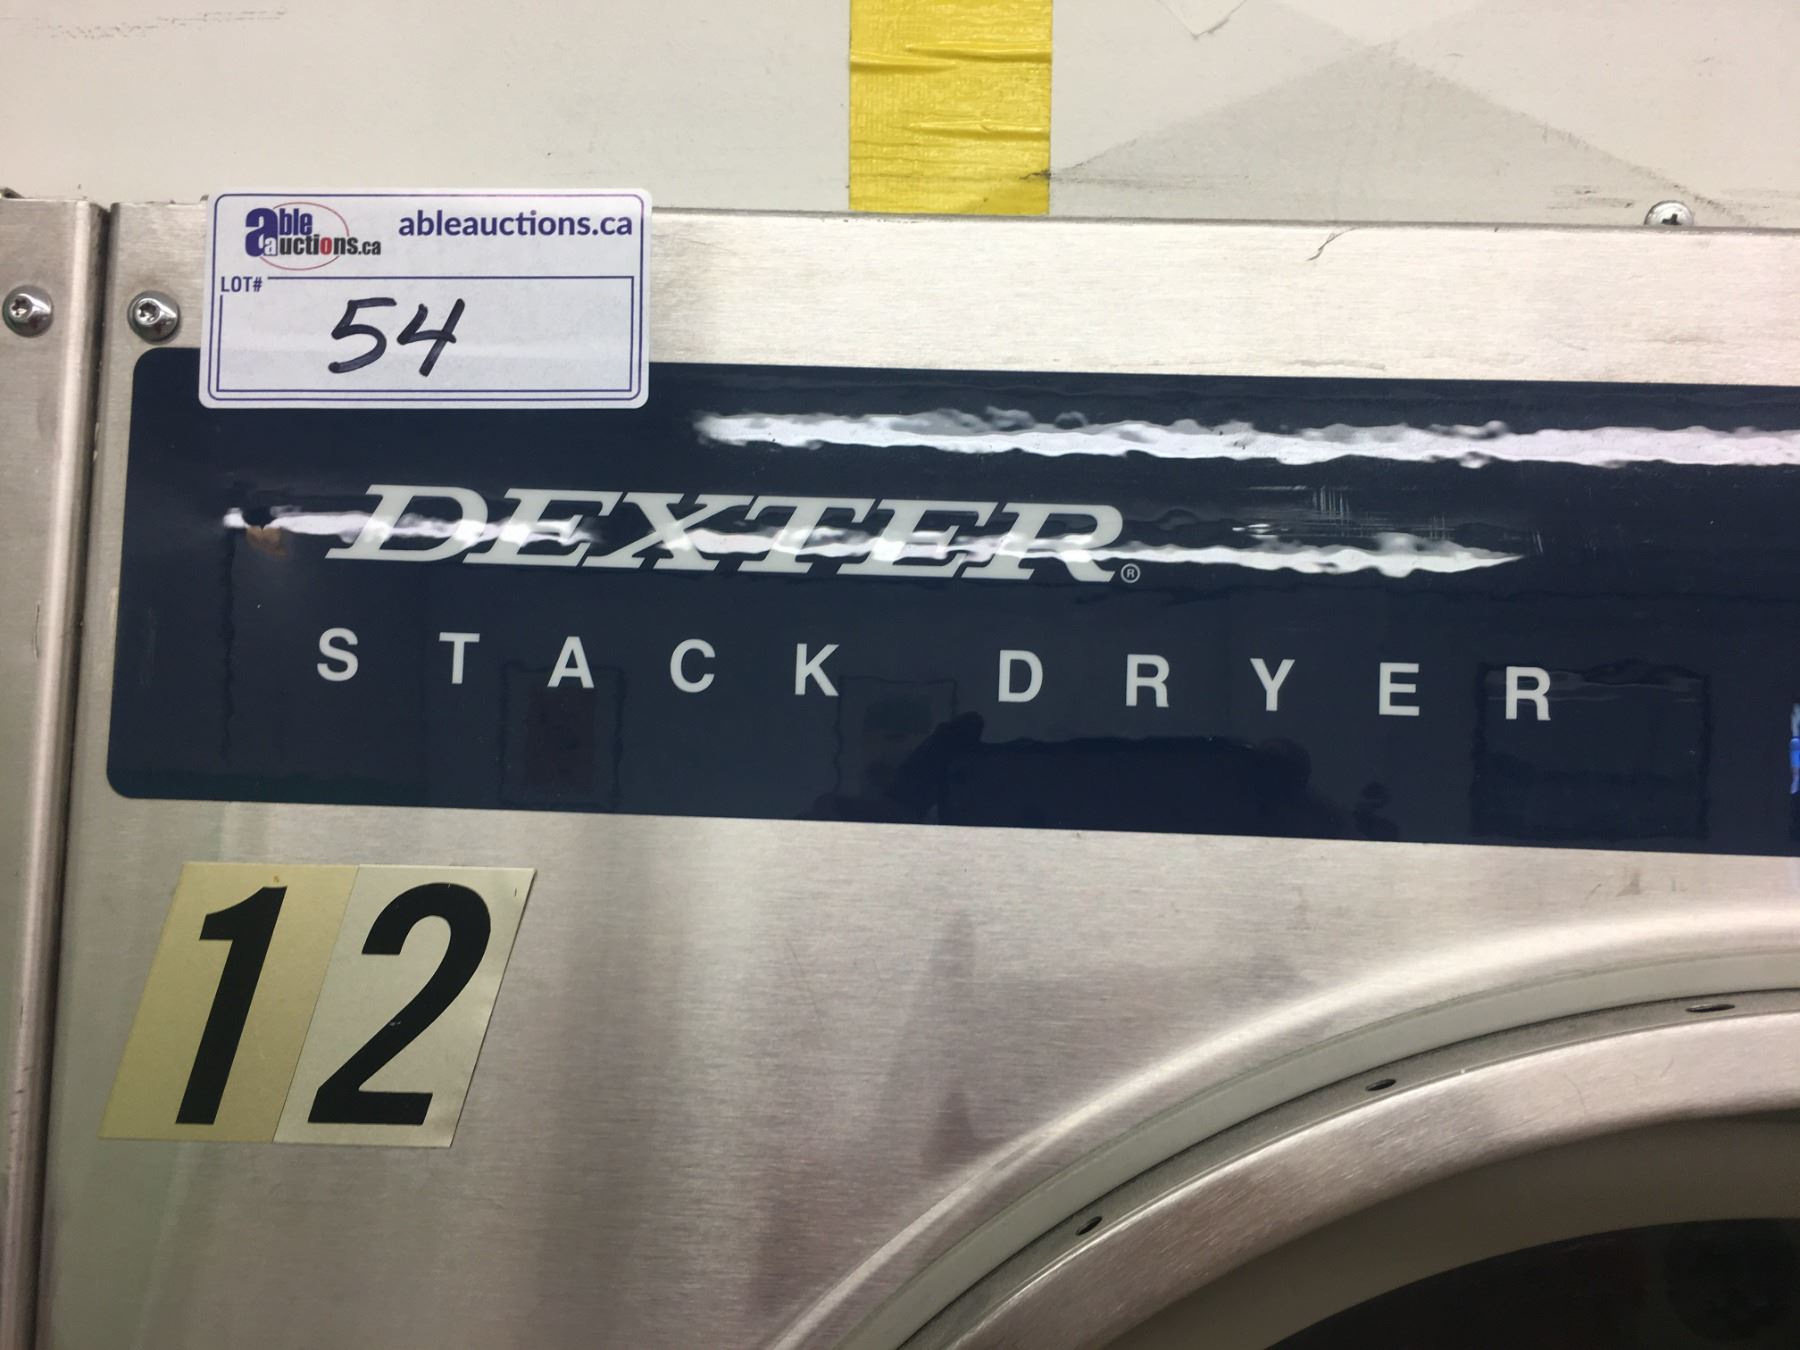 able
auctions.ca
ableauctions.ca
LOT#
54
DEXTER®
STACK DRYER
12